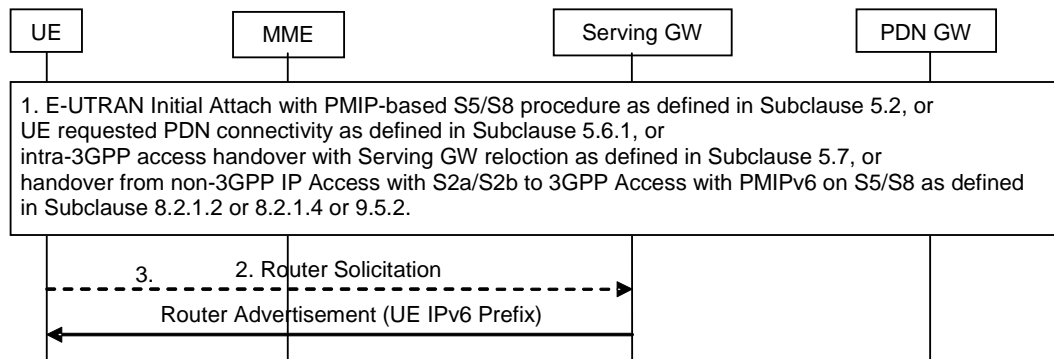 UE
MME
Serving GW
PDN GW
1. E-UTRAN Initial Attach with PMIP-based S5/S8 procedure as defined in Subclause 5.2, or
UE requested PDN connectivity as defined in Subclause 5.6.1, or
intra-3GPP access handover with Serving GW reloction as defined in Subclause 5.7, or
handover from non-3GPP IP Access with S2a/S2b to 3GPP Access with PMIPv6 on S5/S8 as defined
in Subclause 8.2.1.2 or 8.2.1.4 or 9.5.2.
2. Router Solicitation
3.
Router Advertisement (UE IPv6 Prefix)